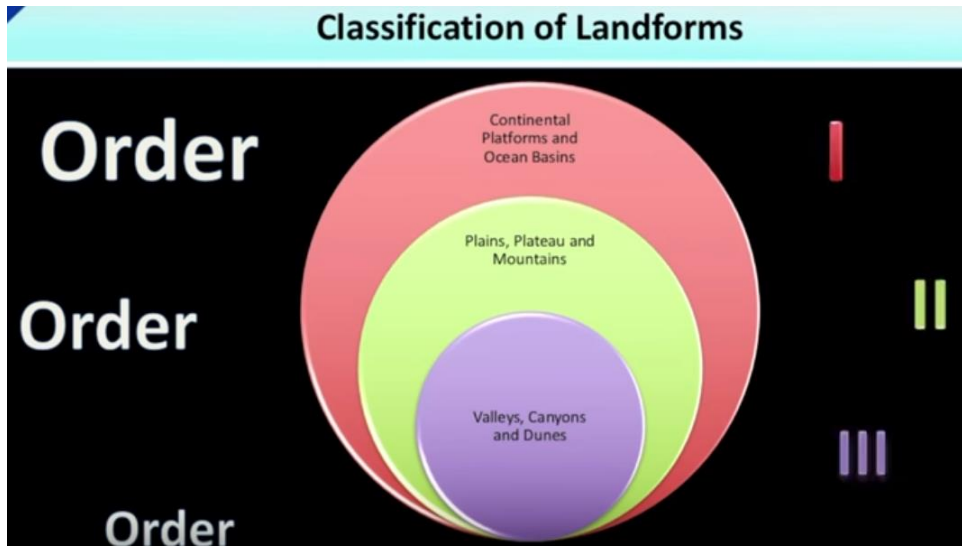 Classification of Landforms
Order
Continental
Platforms and
Ocean Basins
I
Plains, Plateau and
Mountains
Order
II
Valleys, Canyons
and Dunes
III
Order